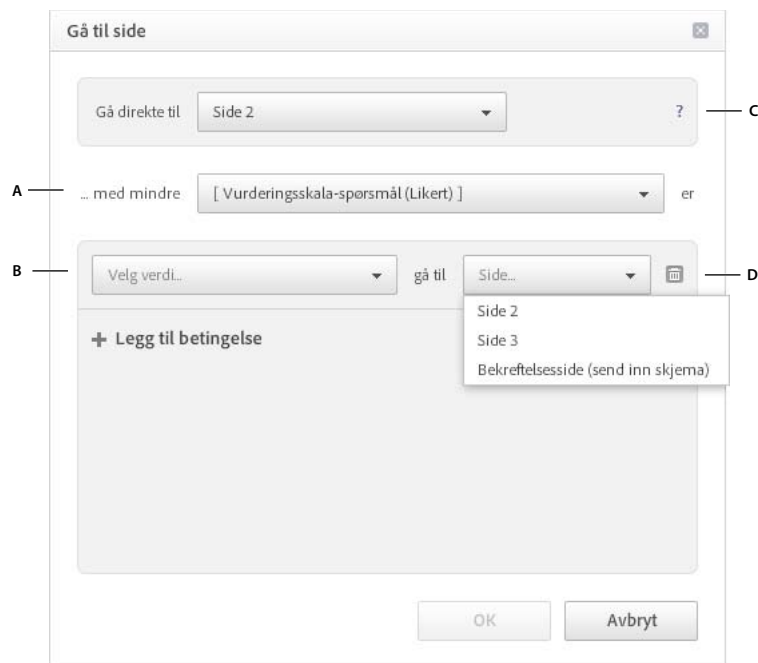 Gå til side
Gå direkte til Side 2 ? C
A ... med mindre [ Vurderingsskala-spørsmål (Likert) ] er
B Velg verdi... gå til Side... D
Side 2
+ Legg til betingelse
Side 3
Bekreftelsesside (send inn skjema)
OK Avbryt